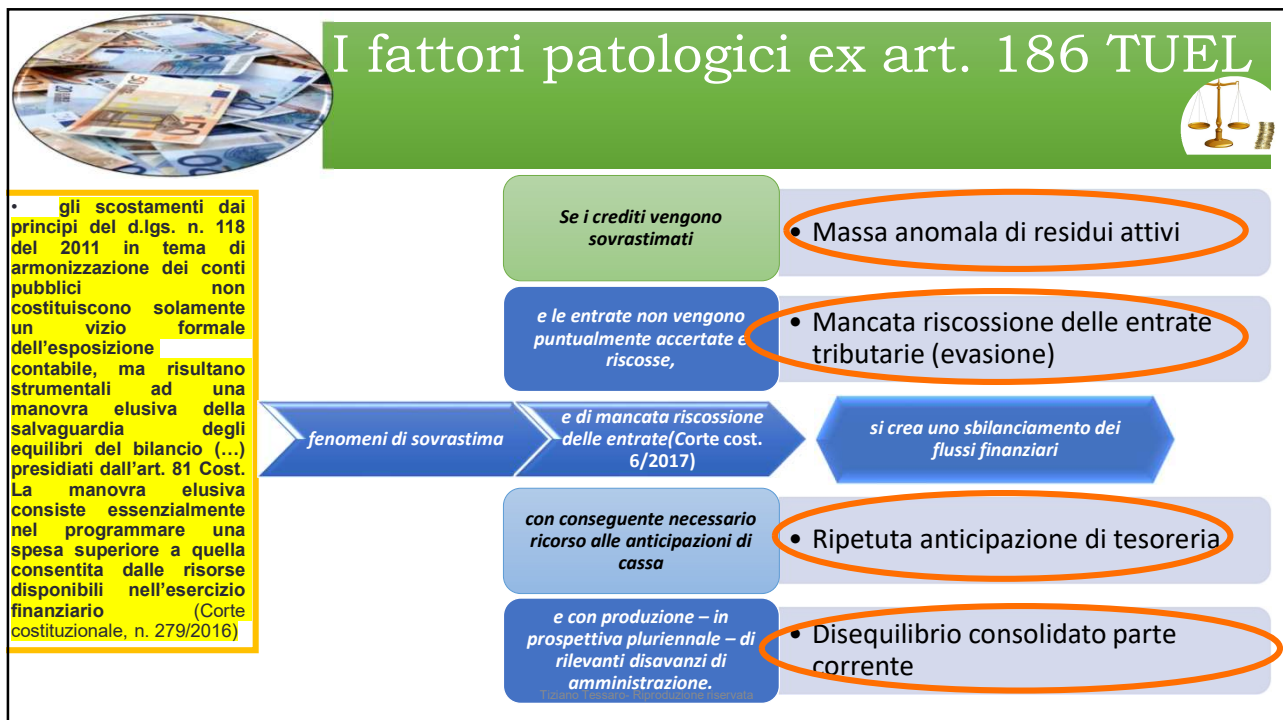 I fattori patologici ex art. 186 TUEL
• gli scostamenti dai
principi del d.lgs. n. 118
del 2011 in tema di
armonizzazione dei conti
pubblici non
costituiscono solamente
un vizio formale
dell'esposizione
contabile, ma risultano
strumentali ad una
manovra elusiva della
salvaguardia degli
equilibri del bilancio (...)
presidiati dall'art. 81 Cost.
La manovra elusiva
consiste essenzialmente
nel programmare una
spesa superiore a quella
consentita dalle risorse
disponibili nell'esercizio
finanziario (Corte
costituzionale, n. 279/2016)
Se i crediti vengono
sovrastimati
• Massa anomala di residui attivi
e le entrate non vengono
puntualmente accertate e
riscosse,
• Mancata riscossione delle entrate
tributarie (evasione)
fenomeni di sovrastima
e di mancata riscossione
delle entrate(Corte cost.
6/2017)
si crea uno sbilanciamento dei
flussi finanziari
con conseguente necessario
ricorso alle anticipazioni di
cassa
• Ripetuta anticipazione di tesoreria
e con produzione – in
prospettiva pluriennale – di
rilevanti disavanzi di
amministrazione.
• Disequilibrio consolidato parte
corrente
Tiziano Tessaro- Riproduzione riservata